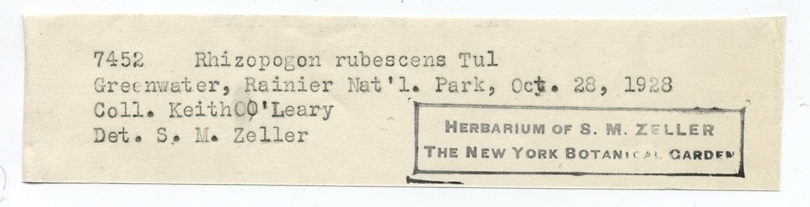 7452 Rhizopogon rubescens Tul
Greenwater, Rainier Nat'l. Park, Oct. 28, 1928
Coll. Keith O'Leary
Det. S. M. Zeller
HERBARIUM OF S. M. ZELLER
THE NEW YORK BOTANICAL GARDEN